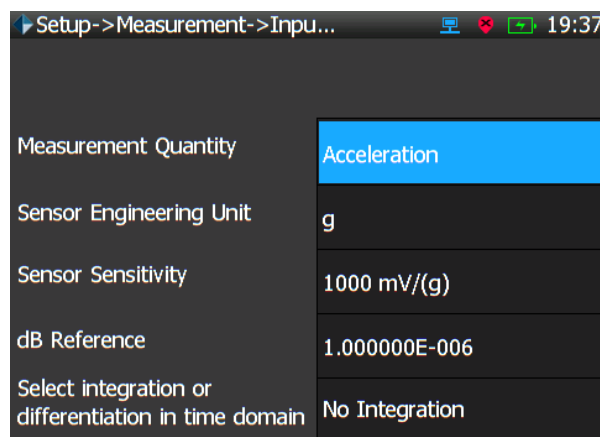 Setup->Measurement->Inpu... 19:37
Measurement Quantity Acceleration
Sensor Engineering Unit g
Sensor Sensitivity 1000 mV/(g)
dB Reference 1.000000E-006
Select integration or
differentiation in time domain No Integration